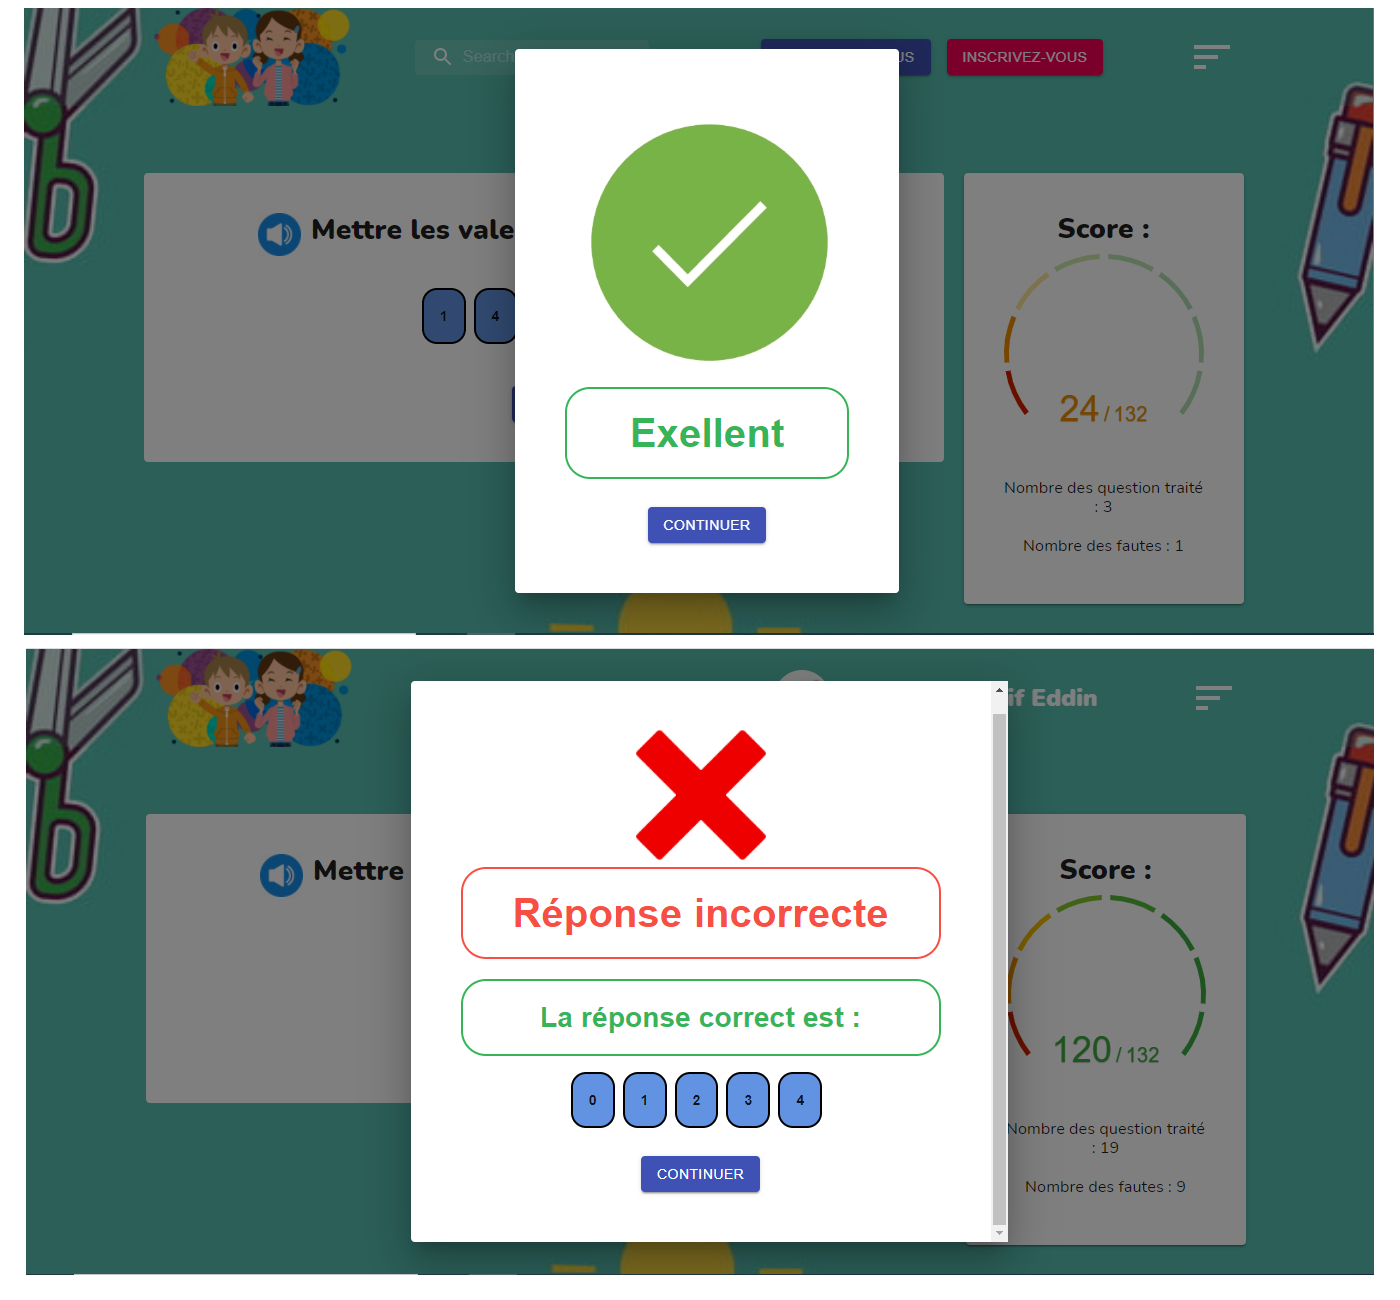 Search
US
INSCRIVEZ-VOUS
Mettre les vale
1 4
Exellent
CONTINUER
Score :
24 / 132
Nombre des question traité
: 3
Nombre des fautes : 1
if Eddin
Mettre
Réponse incorrecte
La réponse correct est :
0 1 2 3 4
CONTINUER
Score :
120 / 132
Nombre des question traité
: 19
Nombre des fautes : 9